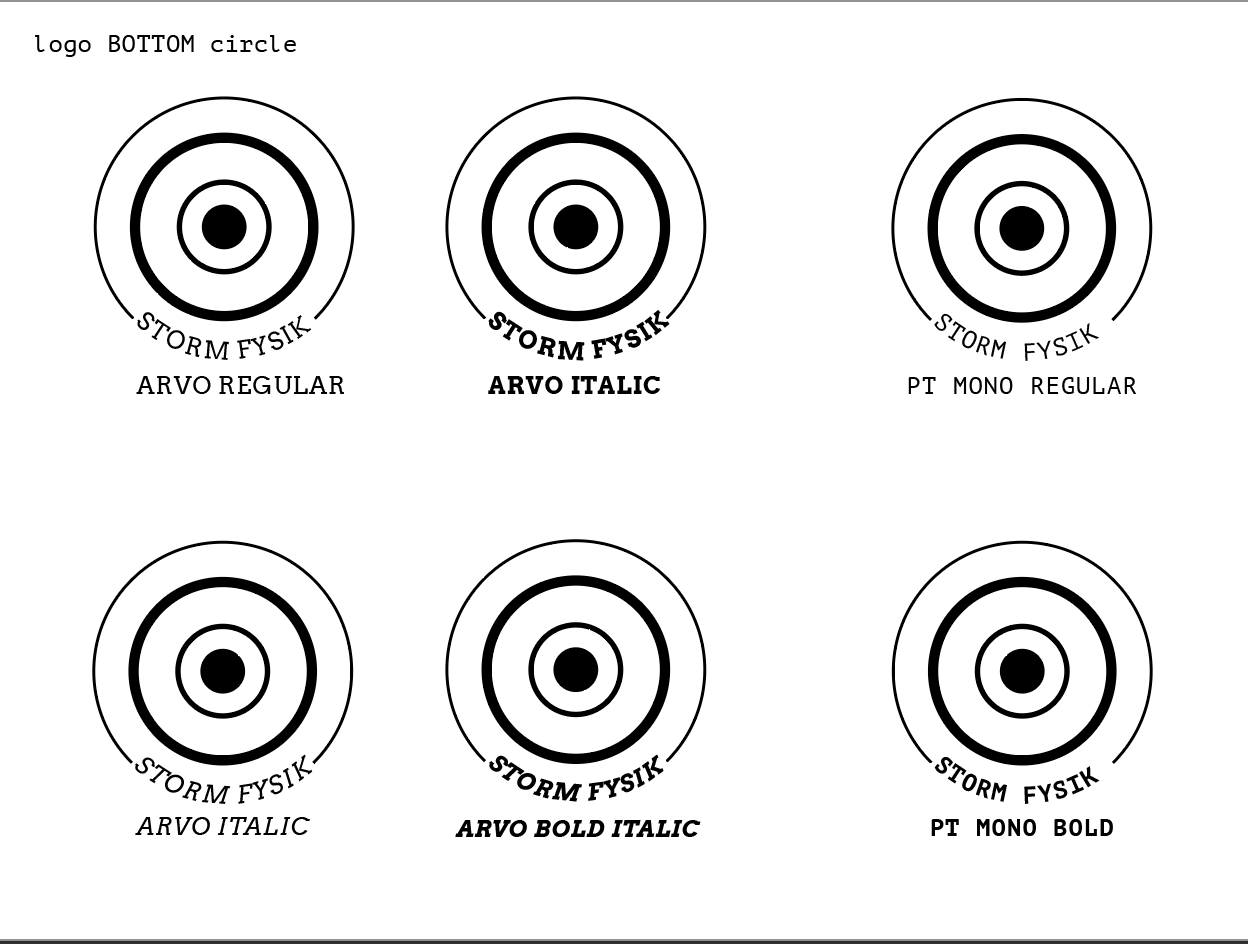 logo BOTTOM circle
STORM FYSIK
ARVO REGULAR
STORM FYSIK
ARVO ITALIC
STORM FYSIK
PT MONO REGULAR
STORM FYSIK
ARVO ITALIC
STORM FYSIK
ARVO BOLD ITALIC
STORM FYSIK
PT MONO BOLD